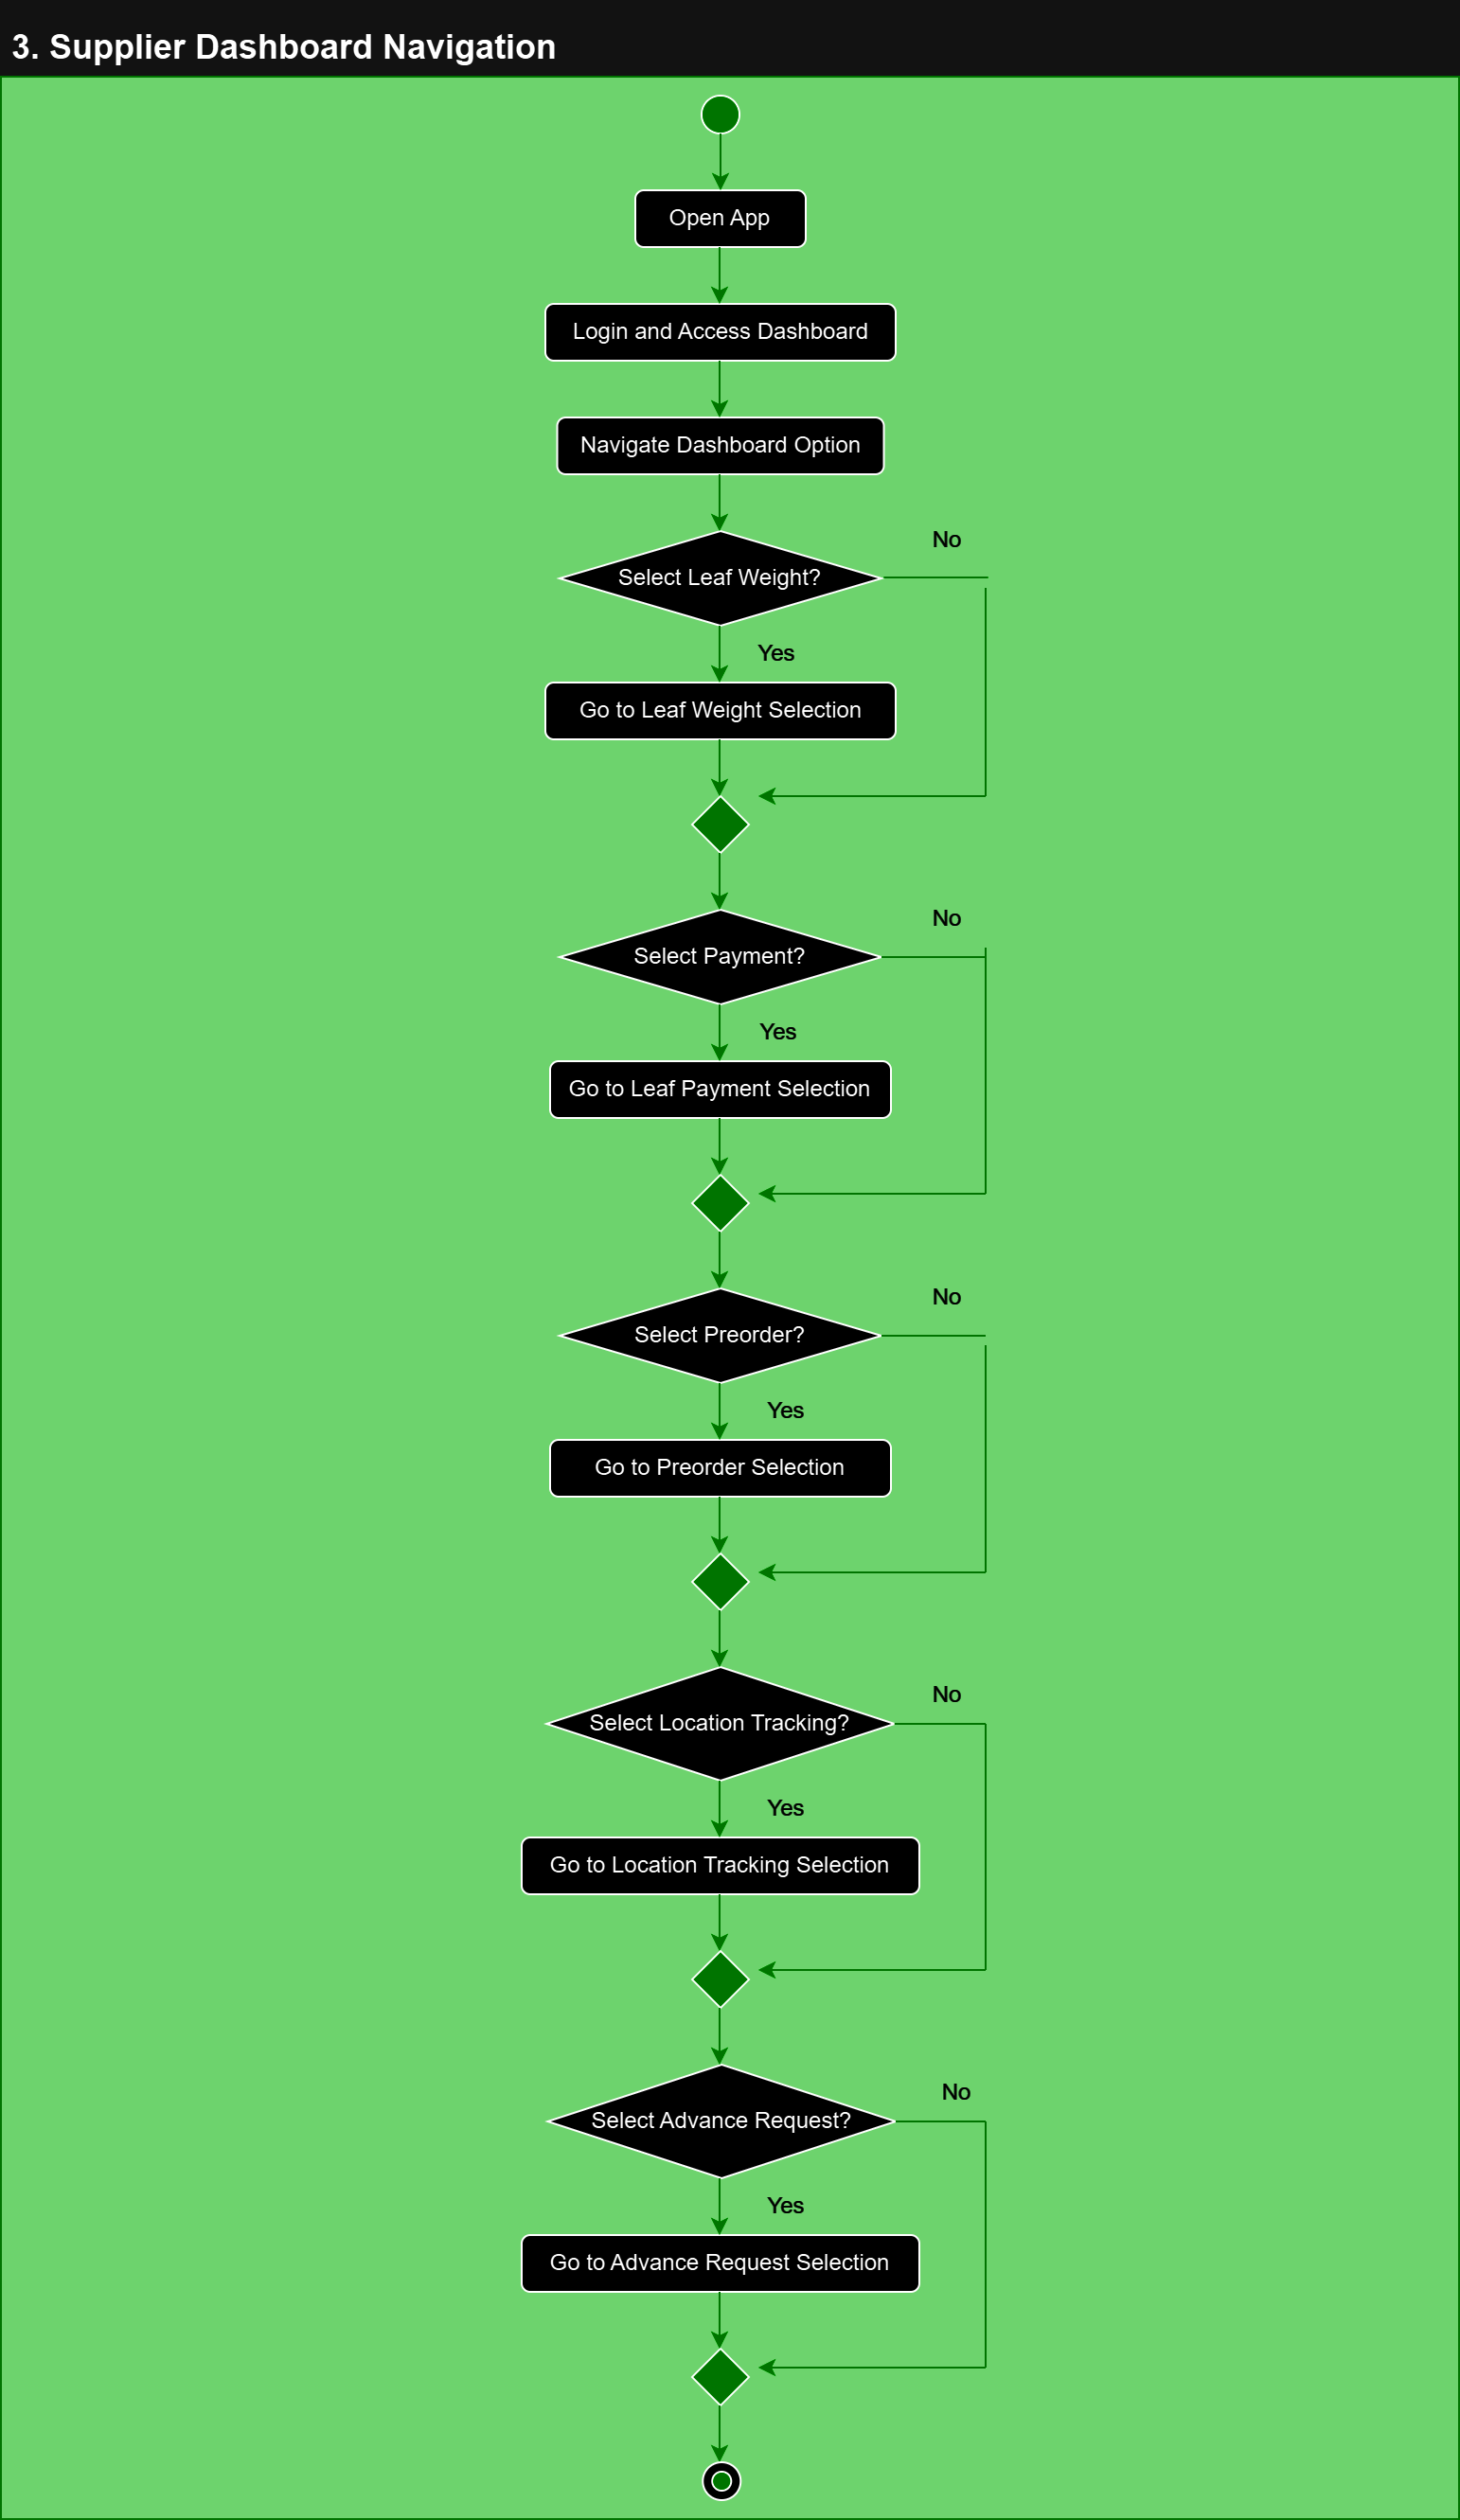 3. Supplier Dashboard Navigation
Open App
Login and Access Dashboard
Navigate Dashboard Option
No
Select Leaf Weight?
Yes
Go to Leaf Weight Selection
No
Select Payment?
Yes
Go to Leaf Payment Selection
No
Select Preorder?
Yes
Go to Preorder Selection
No
Select Location Tracking?
Yes
Go to Location Tracking Selection
No
Select Advance Request?
Yes
Go to Advance Request Selection